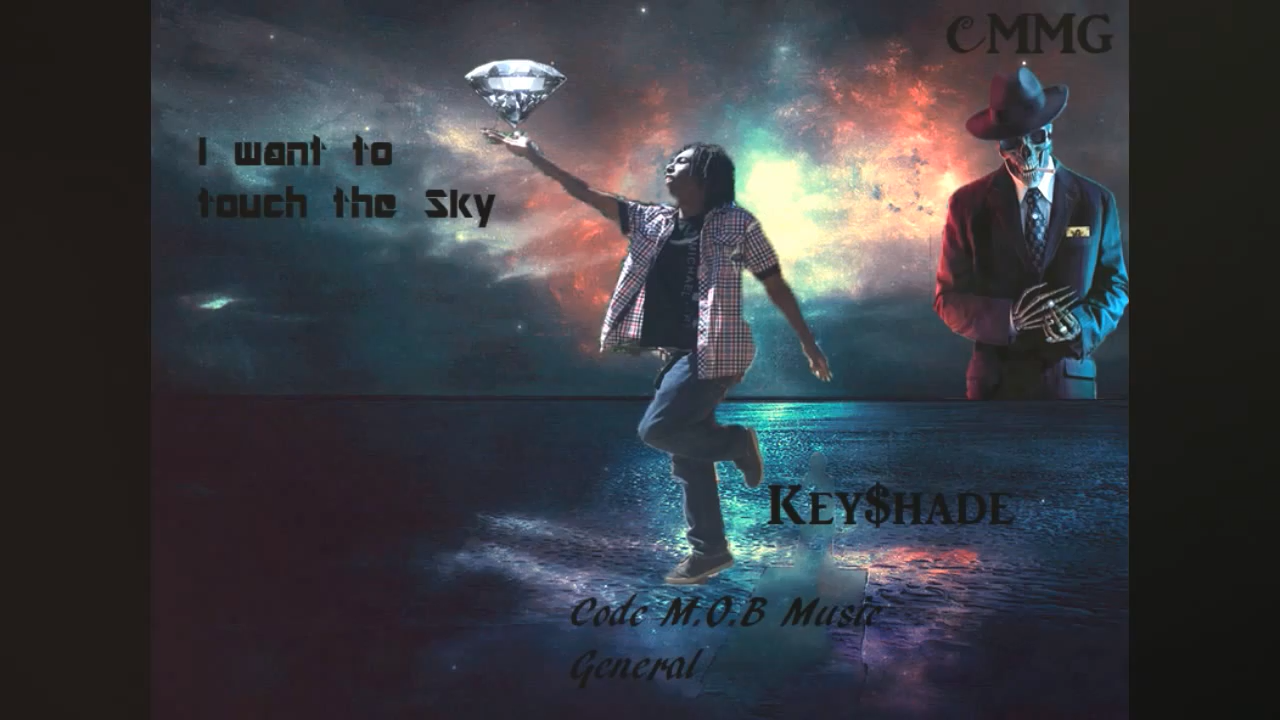 CMMG
I want to
touch the Sky
KEY$HADE
Code M.O.B Music
General